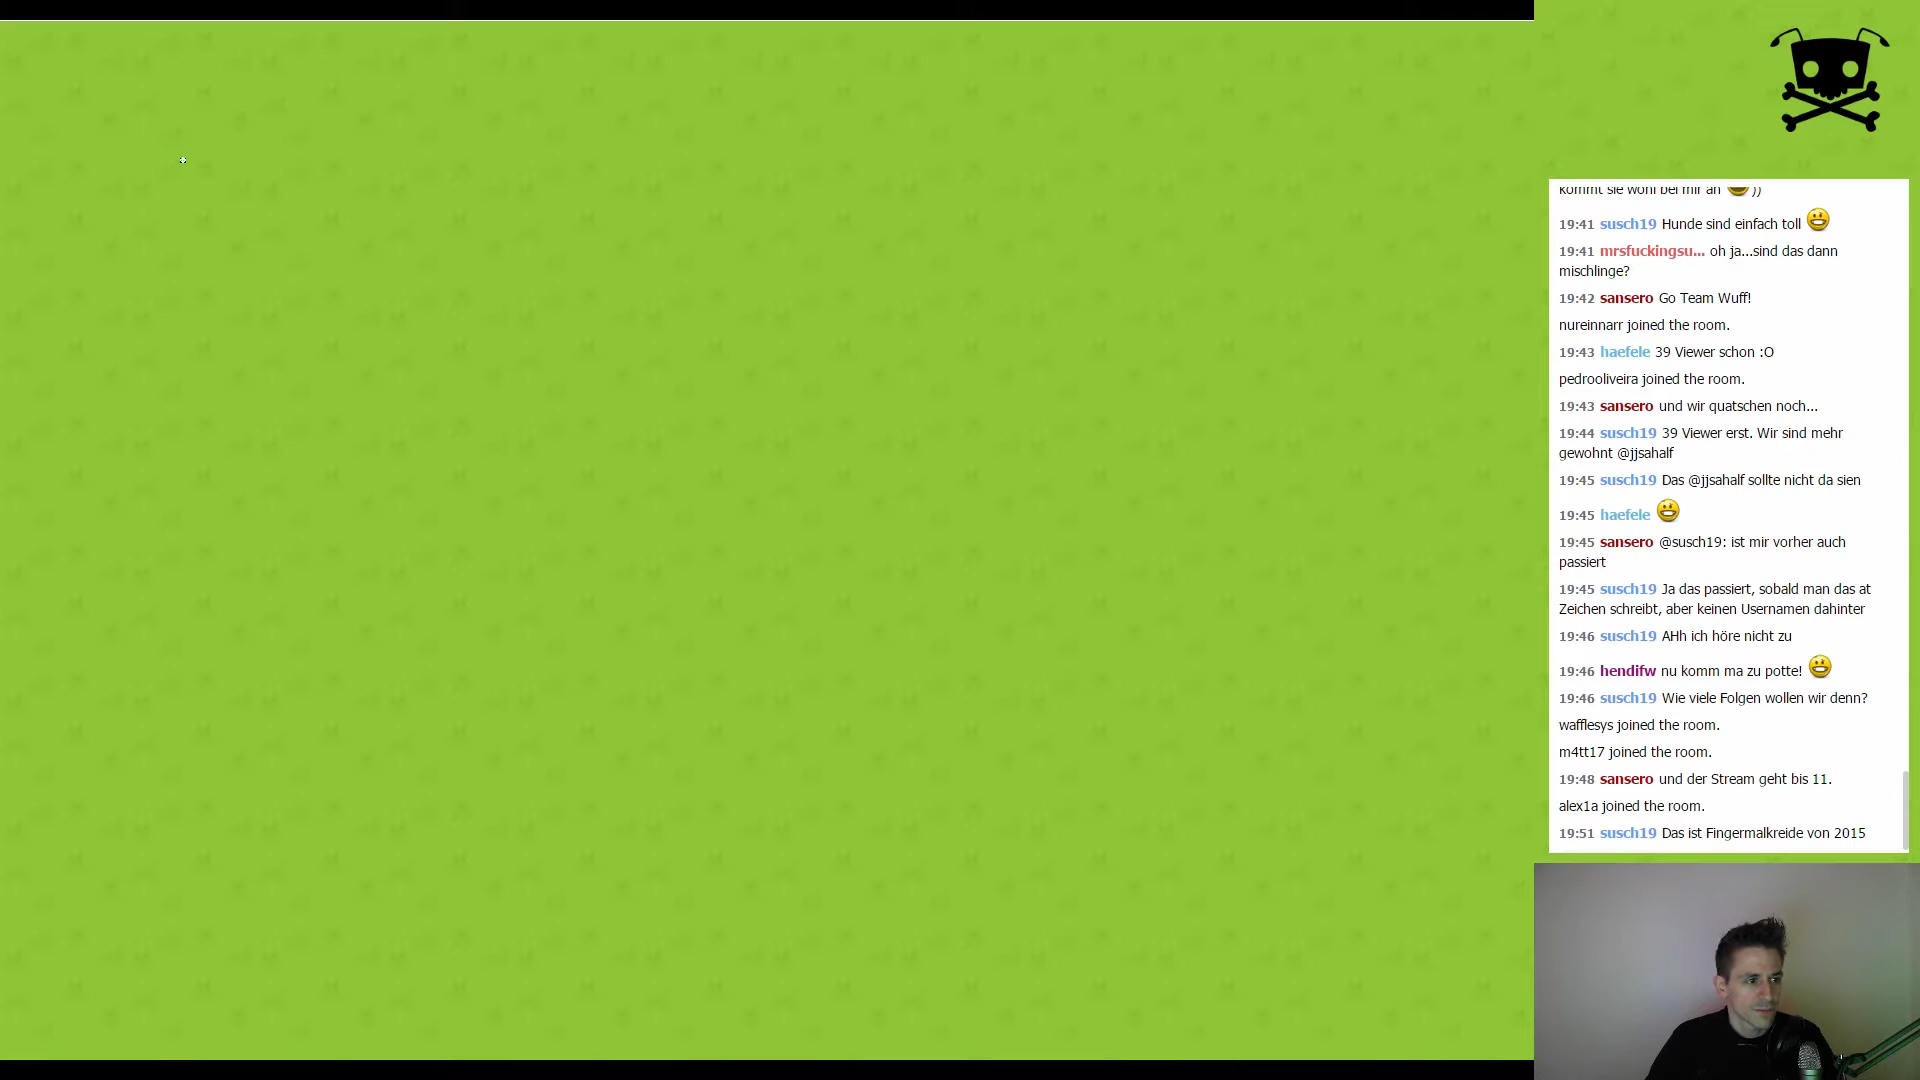 kommt sie wohl bei mir an ))
19:41 susch19 Hunde sind einfach toll
19:41 mrsfuckingsu... oh ja...sind das dann
mischlinge?
19:42 sansero Go Team Wuff!
nureinnarr joined the room.
19:43 haefele 39 Viewer schon :O
pedrooliveira joined the room.
19:43 sansero und wir quatschen noch...
19:44 susch19 39 Viewer erst. Wir sind mehr
gewohnt @jjsahalf
19:45 susch19 Das @jjsahalf sollte nicht da sien
19:45 haefele
19:45 sansero @susch19: ist mir vorher auch
passiert
19:45 susch19 Ja das passiert, sobald man das at
Zeichen schreibt, aber keinen Usernamen dahinter
19:46 susch19 AHh ich höre nicht zu
19:46 hendifw nu komm ma zu potte!
19:46 susch19 Wie viele Folgen wollen wir denn?
wafflesys joined the room.
m4tt17 joined the room.
19:48 sansero und der Stream geht bis 11.
alex1a joined the room.
19:51 susch19 Das ist Fingermalkreide von 2015